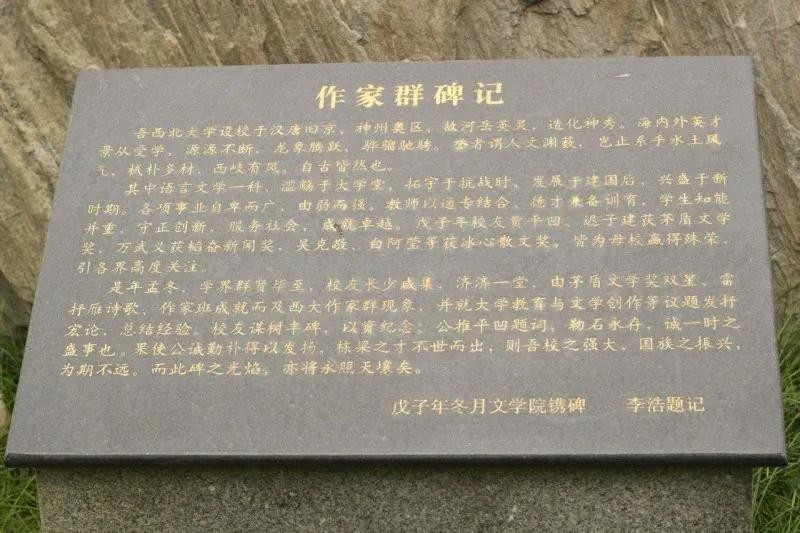 作家群碑记
吾西北大学设校于汉唐旧京，神州奥区，故河岳英灵，造化神秀。海内外英才
景从受学，源源不断，龙象腾跃，骅骝驰骋。学者谓人文渊薮，岂正系乎水土风
气，棫朴多材，西岐有凤，自古皆然也。
其中语言文学一科，滥觞于大学堂，拓宇于抗战时，发展于建国后，兴盛于新
时期。各项事业自卑而广，由弱而强。教师以通专结合、德才兼备训育，学生知能
并重，守正创新，服务社会，成就卓越。戊子年校友贾平凹、迟子建获茅盾文学
奖，万武义获韬奋新闻奖，吴克敬、白阿莹等获冰心散文奖，皆为母校赢得殊荣，
引各界高度关注。
是年孟冬，学界群贤毕至，校友长少咸集，济济一堂，由茅盾文学奖双星，雷
抒雁诗歌、作家班成就而及西大作家群现象，并就大学教育与文学创作等议题发抒
宏论，总结经验。校友谋树丰碑，以资纪念；公推平凹题词，勒石永存，诚一时之
盛事也。果使公诚勤朴得以发扬，栋梁之才不世而出，则吾校之强大，国族之振兴，
为期不远。而此碑之光焰，亦将永照天壤矣。
戊子年冬月文学院镌碑 李浩题记